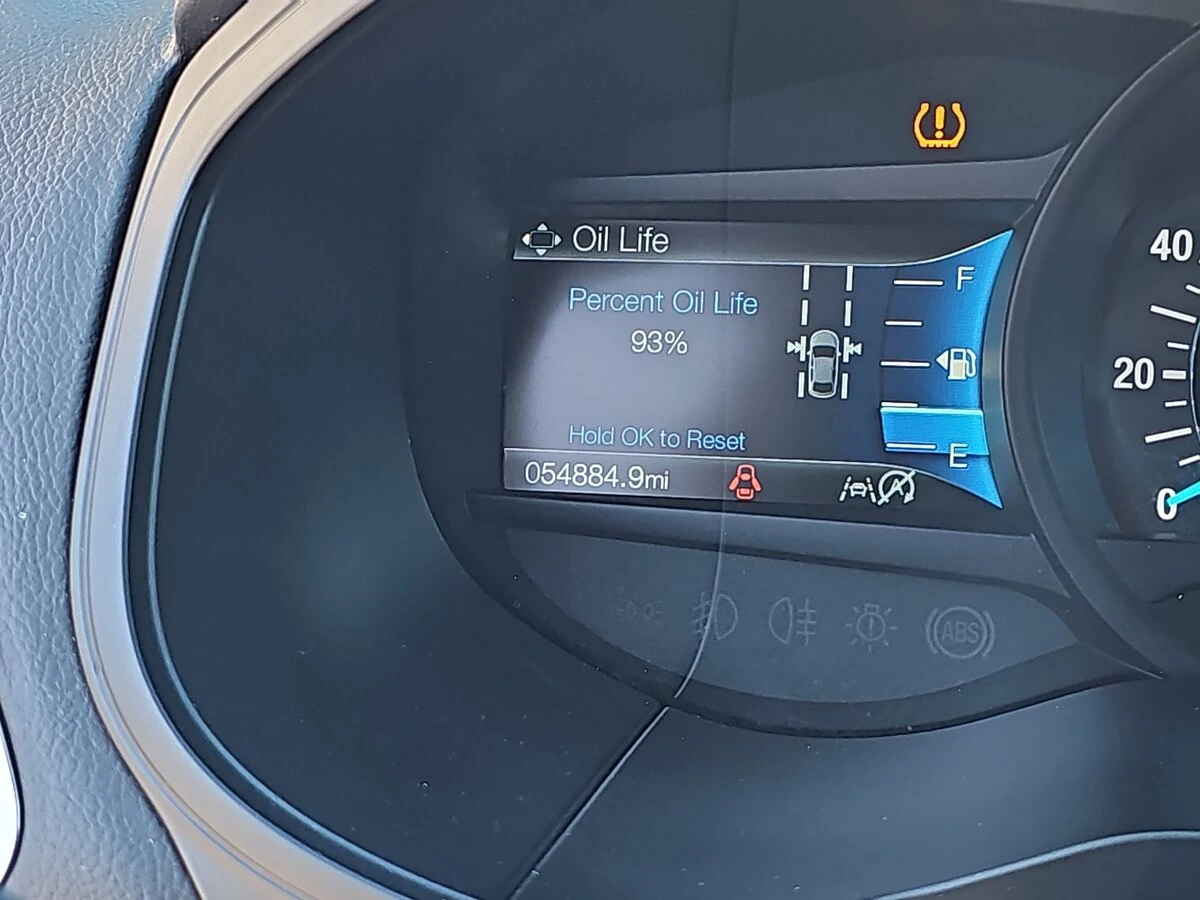 Oil Life
Percent Oil Life
93%
Hold OK to Reset
054884.9mi
F
E
40
20
0
ABS